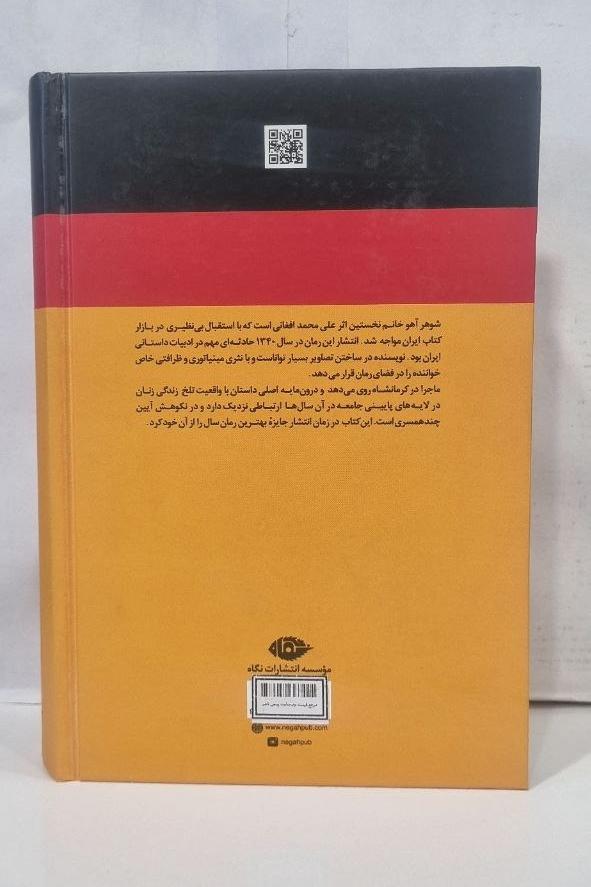 شوهر آهو خانم نخستین اثر علی محمد افغانی است که با استقبال بی‌نظیری در بازار
کتاب ایران مواجه شد. انتشار این رمان در سال ۱۳۴۰ حادثه‌ای مهم در ادبیات داستانی
ایران بود. نویسنده در ساختن تصاویر بسیار تواناست و با نثری مینیاتوری و ظرافتی خاص
خواننده را در فضای رمان قرار می‌دهد.
ماجرا در کرمانشاه روی می‌دهد و درون‌مایه اصلی داستان با واقعیت تلخ زندگی زنان
در لایه‌های پایینی جامعه در آن سال‌ها ارتباطی نزدیک دارد و در نکوهش آیین
چندهمسری است. این کتاب در زمان انتشار جایزهٔ بهترین رمان سال را از آن خود کرد.
مؤسسه انتشارات نگاه
www.negahpub.com
negahpub